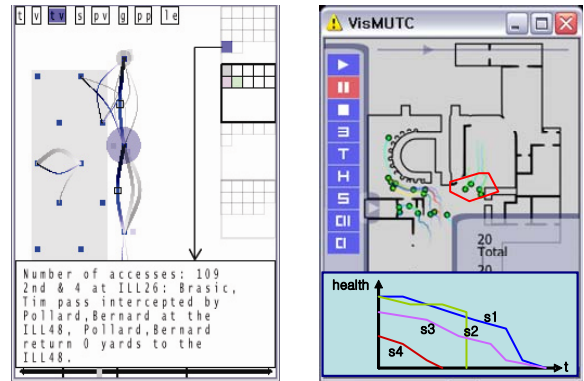 t v tv s pv g pp le
Number of accesses: 109
2nd & 4 at ILL26: Brasic,
Tim pass intercepted by
Pollard,Bernard at the
ILL48, Pollard,Bernard
return 0 yards to the
ILL48.
VisMUTC
3
T
H
S
20
Total
20
health
s1
s2
s3
s4
t